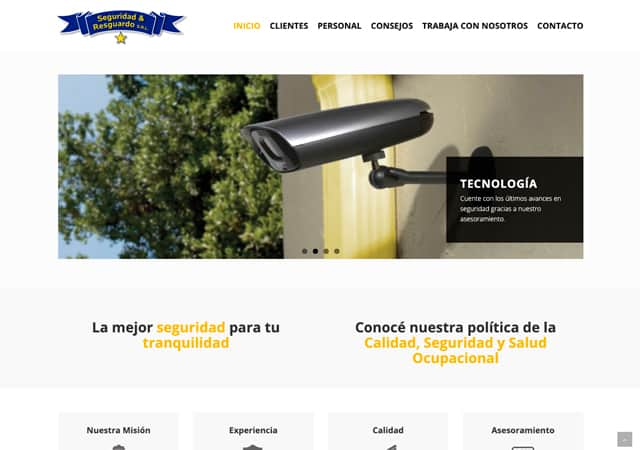 Seguridad &
Resguardo S.R.L.
INICIO CLIENTES PERSONAL CONSEJOS TRABAJA CON NOSOTROS CONTACTO
TECNOLOGÍA
Cuente con los últimos avances en
seguridad gracias a nuestro
asesoramiento.
La mejor seguridad para tu
tranquilidad
Conocé nuestra política de la
Calidad, Seguridad y Salud
Ocupacional
Nuestra Misión
Experiencia
Calidad
Asesoramiento